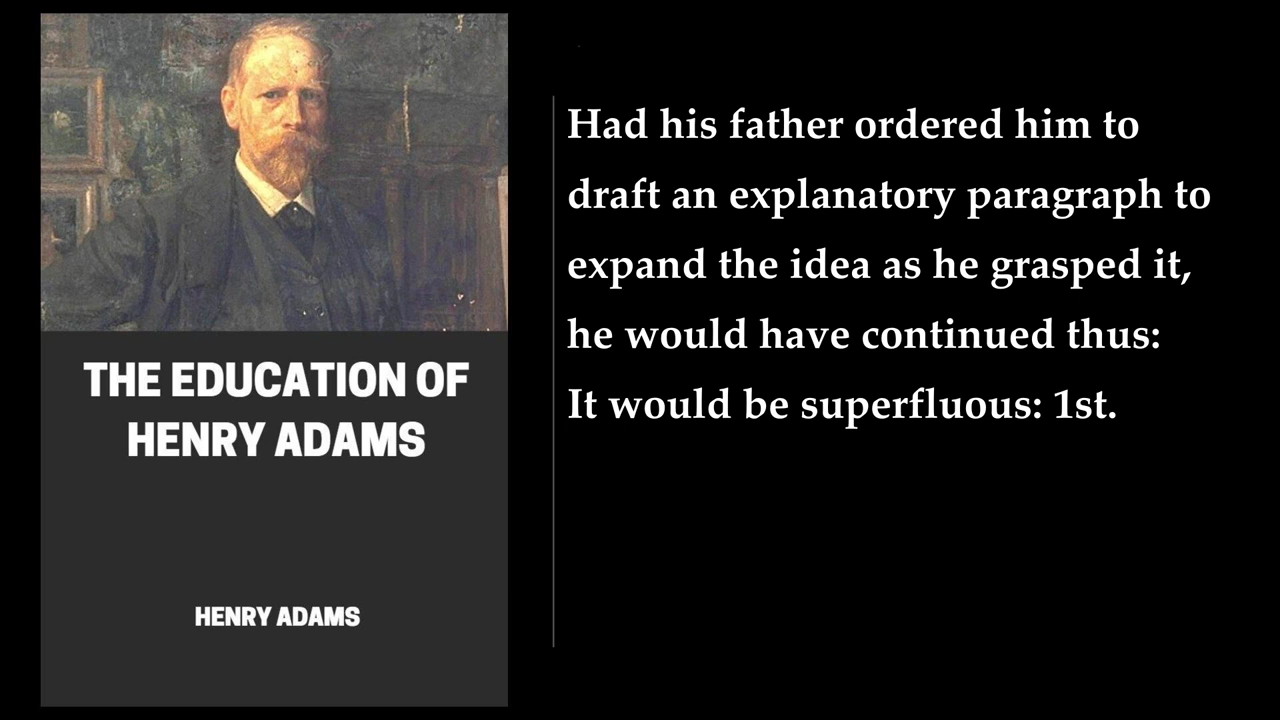 THE EDUCATION OF
HENRY ADAMS
HENRY ADAMS
Had his father ordered him to
draft an explanatory paragraph to
expand the idea as he grasped it,
he would have continued thus:
It would be superfluous: 1st.